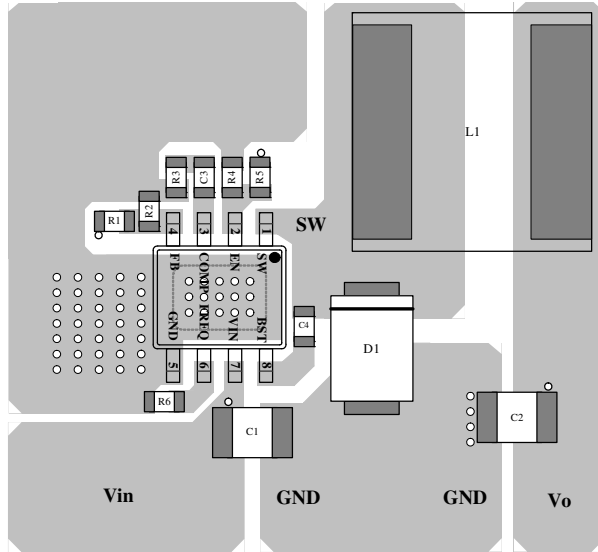 L1
R3
C3
R4
R5
R2
R1
SW
4
3
2
1
FB
COMP
EN
SW
GND
FREQ
VIN
BST
C4
D1
5
6
7
8
R6
C1
C2
Vin
GND
GND
Vo